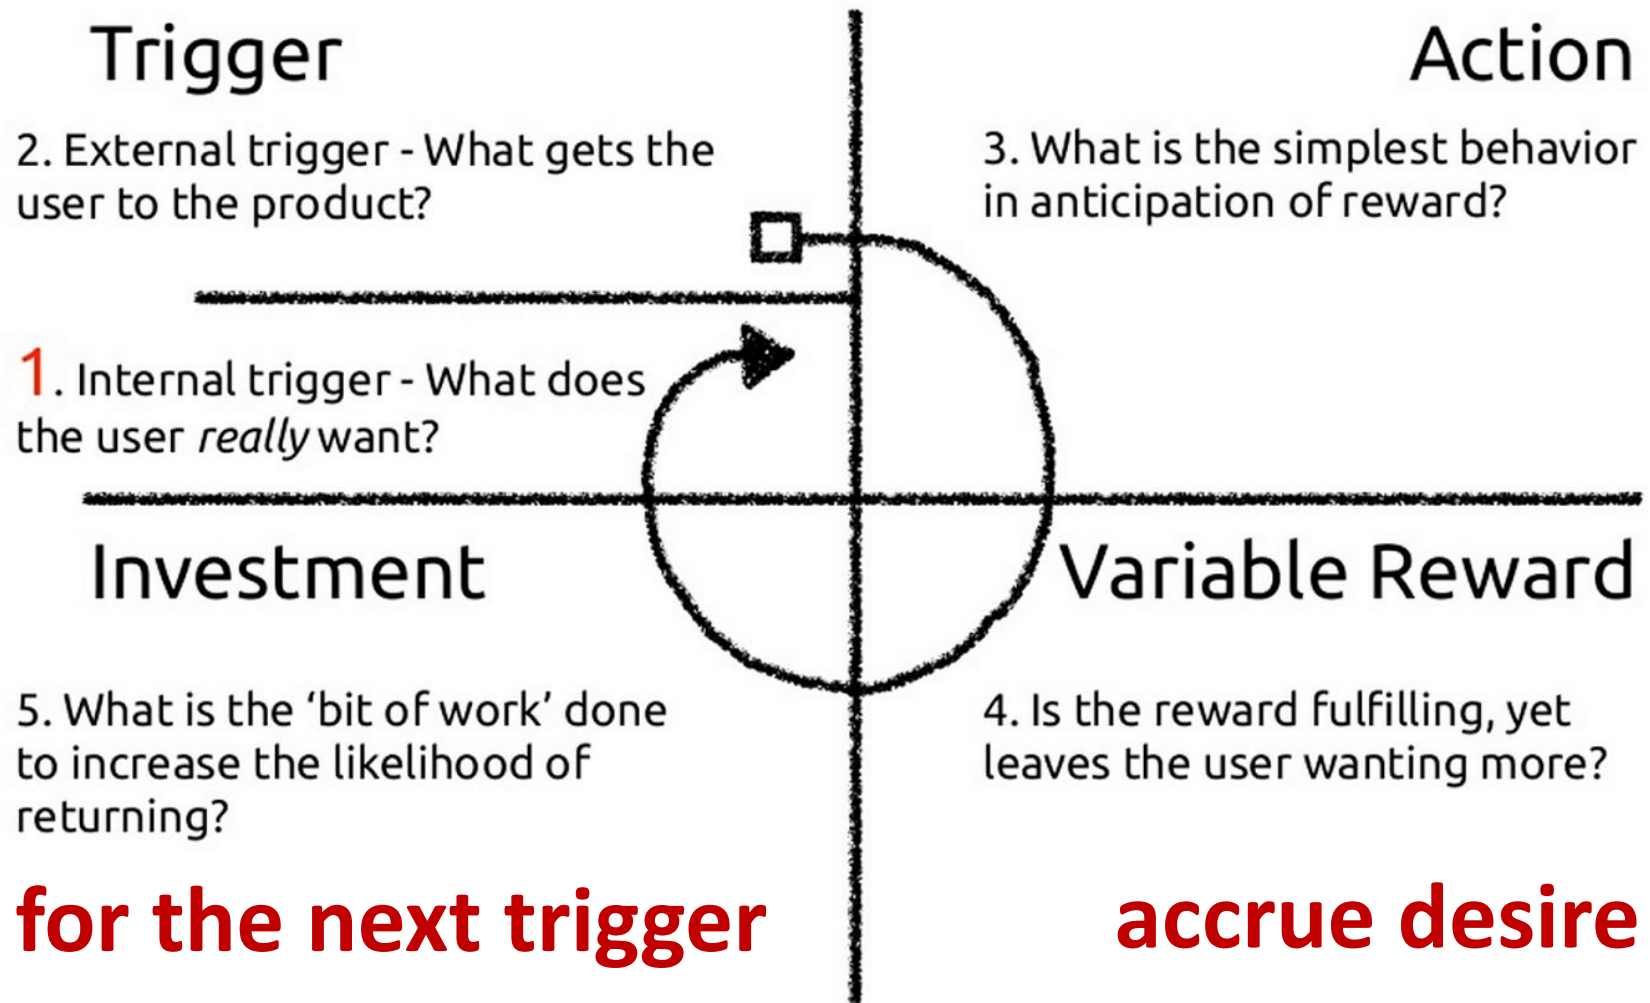 Trigger
2. External trigger - What gets the
user to the product?
1. Internal trigger - What does
the user really want?
Action
3. What is the simplest behavior
in anticipation of reward?
Investment
5. What is the ‘bit of work’ done
to increase the likelihood of
returning?
for the next trigger
Variable Reward
4. Is the reward fulfilling, yet
leaves the user wanting more?
accrue desire